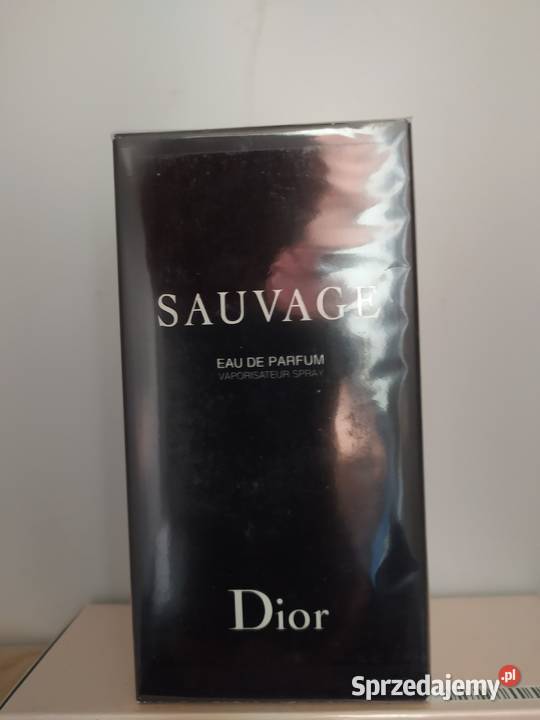 SAUVAGE
EAU DE PARFUM
VAPORISATEUR SPRAY
Dior
Sprzedajemy.pl